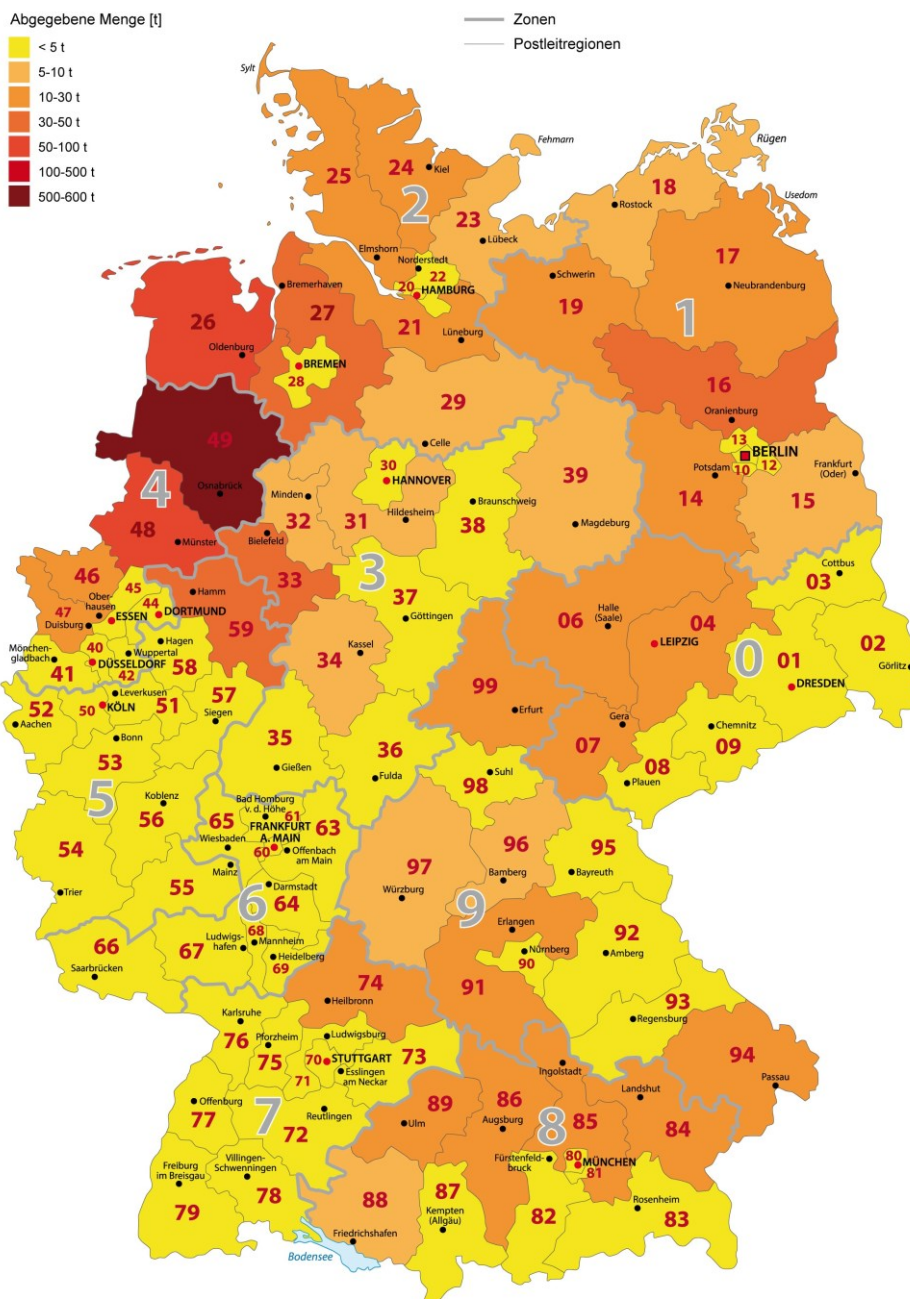 Abgegebene Menge [t]
< 5 t
5-10 t
10-30 t
30-50 t
50-100 t
100-500 t
500-600 t
Zonen
Postleitregionen
Sylt
Fehmarn
Rügen
Usedom
25
24
Kiel
2
23
Lübeck
18
Rostock
17
Neubrandenburg
Elmshorn
Norderstedt
22
20
HAMBURG
Schwerin
19
1
Bremerhaven
26
27
21
Lüneburg
Oldenburg
BREMEN
28
16
Oranienburg
29
Celle
49
Osnabrück
13
BERLIN
10
12
Potsdam
14
Frankfurt
(Oder)
15
30
HANNOVER
39
Magdeburg
4
Minden
32
31
Hildesheim
Braunschweig
38
48
Münster
Bielefeld
3
33
37
Göttingen
Cottbus
03
46
45
Ober-
hausen
47
Duisburg
ESSEN
44
DORTMUND
Hamm
59
06
Halle
(Saale)
04
LEIPZIG
0
01
DRESDEN
02
Görlitz
Mönchen-
gladbach
41
40
DÜSSELDORF
42
Wuppertal
Hagen
58
34
Kassel
99
Erfurt
52
Aachen
Leverkusen
50
KÖLN
51
57
Siegen
Bonn
53
35
Gießen
36
Fulda
Gera
07
Chemnitz
09
08
Plauen
98
Suhl
5
Koblenz
56
Bad Homburg
v. d. Höhe
61
65
FRANKFURT
A. MAIN
63
Wiesbaden
60
Offenbach
am Main
Mainz
54
Trier
55
Darmstadt
6
64
97
Würzburg
96
Bamberg
95
Bayreuth
9
66
Saarbrücken
67
Ludwigs-
hafen
68
Mannheim
Heidelberg
69
Erlangen
Nürnberg
90
92
Amberg
74
Heilbronn
91
93
Regensburg
Karlsruhe
76
Pforzheim
75
Ludwigsburg
70
STUTTGART
71
Esslingen
am Neckar
73
94
Passau
Ingolstadt
Landshut
84
Offenburg
77
7
Reutlingen
72
89
Ulm
86
Augsburg
8
85
Fürstenfeld-
bruck
80
MÜNCHEN
81
Freiburg
im Breisgau
79
Villingen-
Schwenningen
78
88
Friedrichshafen
87
Kempten
(Allgäu)
82
Rosenheim
83
Bodensee